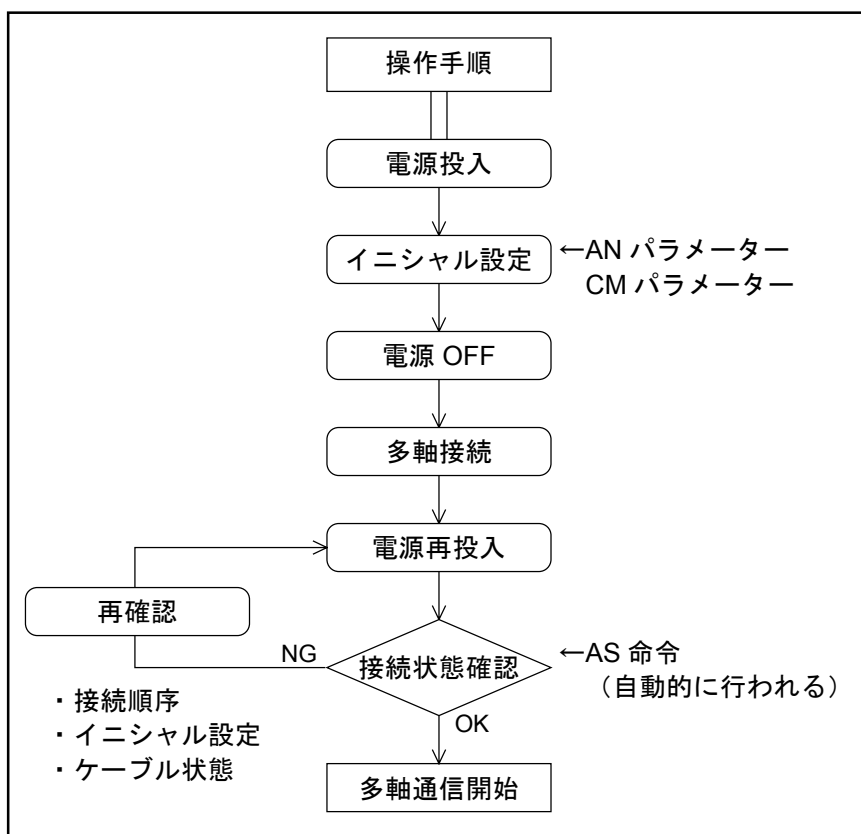 操作手順
電源投入
イニシャル設定
←AN パラメーター
CM パラメーター
電源 OFF
多軸接続
電源再投入
再確認
NG
接続状態確認
←AS 命令
（自動的に行われる）
・接続順序
・イニシャル設定
・ケーブル状態
OK
多軸通信開始